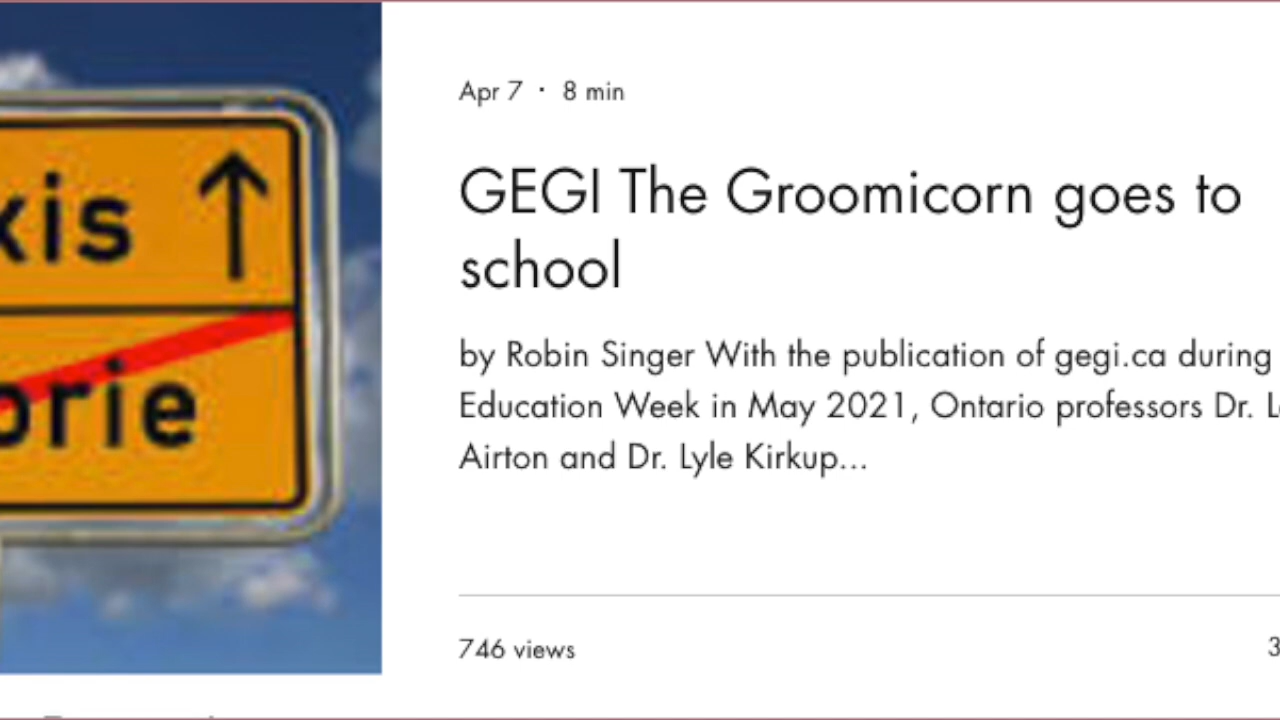 xis ↑
orie
Apr 7 · 8 min
GEGI The Groomicorn goes to
school
by Robin Singer With the publication of gegi.ca during
Education Week in May 2021, Ontario professors Dr.
Airton and Dr. Lyle Kirkup...
746 views
3